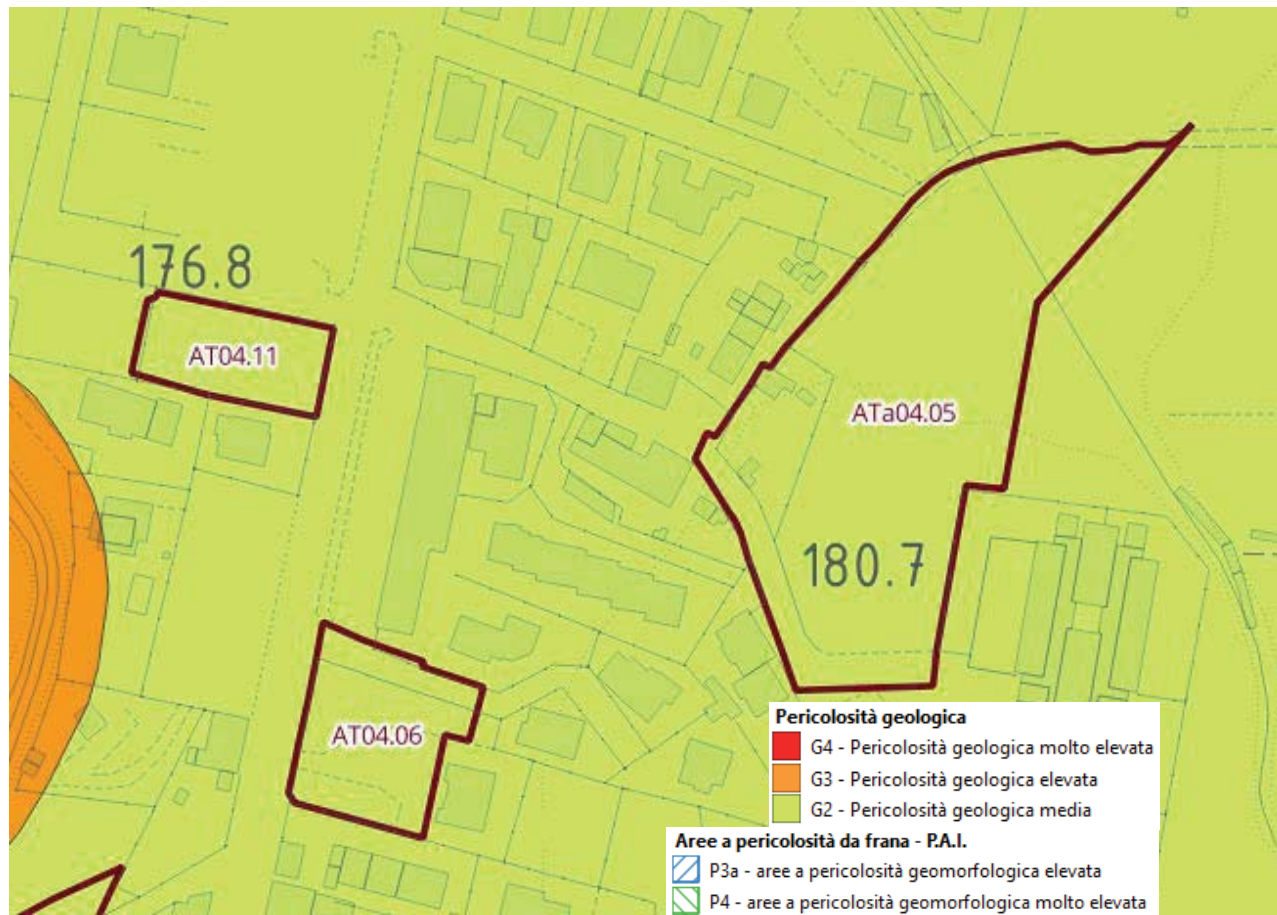 176.8
AT04.11
ATa04.05
180.7
AT04.06
Pericolosità geologica
G4 - Pericolosità geologica molto elevata
G3 - Pericolosità geologica elevata
G2 - Pericolosità geologica media
Aree a pericolosità da frana - P.A.I.
P3a - aree a pericolosità geomorfologica elevata
P4 - aree a pericolosità geomorfologica molto elevata